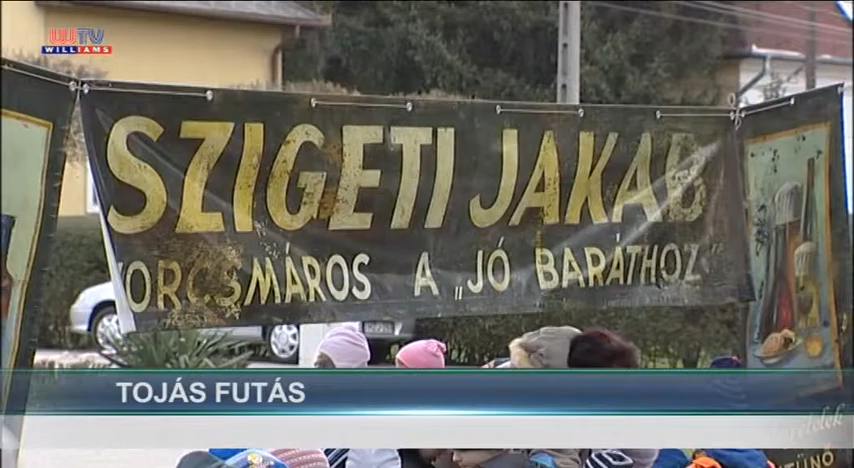 WTV
WILLIAMS
SZIGETI JAKAB
KORCSMÁROS A „JÓ BARÁTHOZ”
TOJÁS FUTÁS